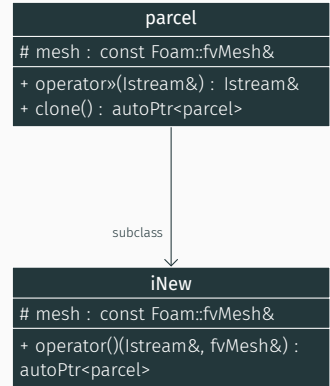 parcel
# mesh : const Foam::fvMesh&
+ operator»(Istream&) : Istream&
+ clone() : autoPtr<parcel>
subclass
iNew
# mesh : const Foam::fvMesh&
+ operator()(Istream&, fvMesh&) :
autoPtr<parcel>